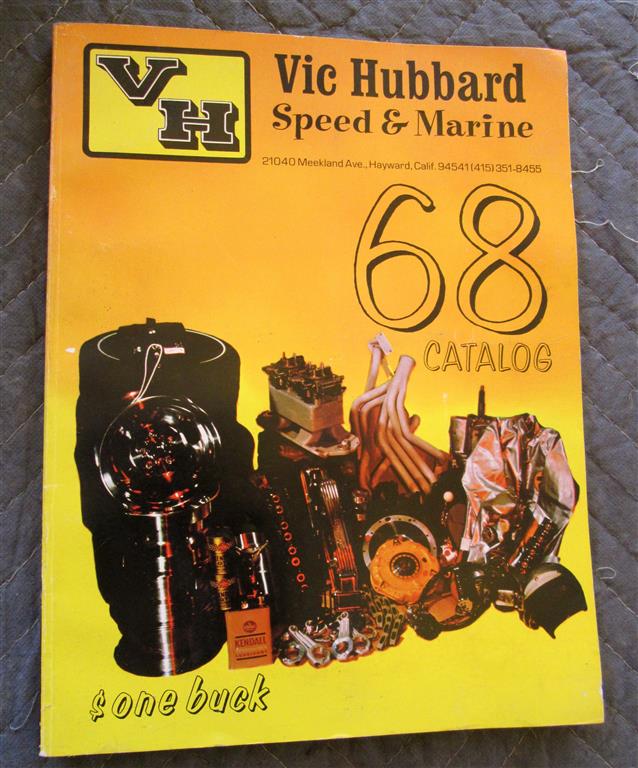 VH
Vic Hubbard
Speed & Marine
21040 Meekland Ave., Hayward, Calif. 94541 (415) 351-8455
68
CATALOG
KENDALL
$ one buck